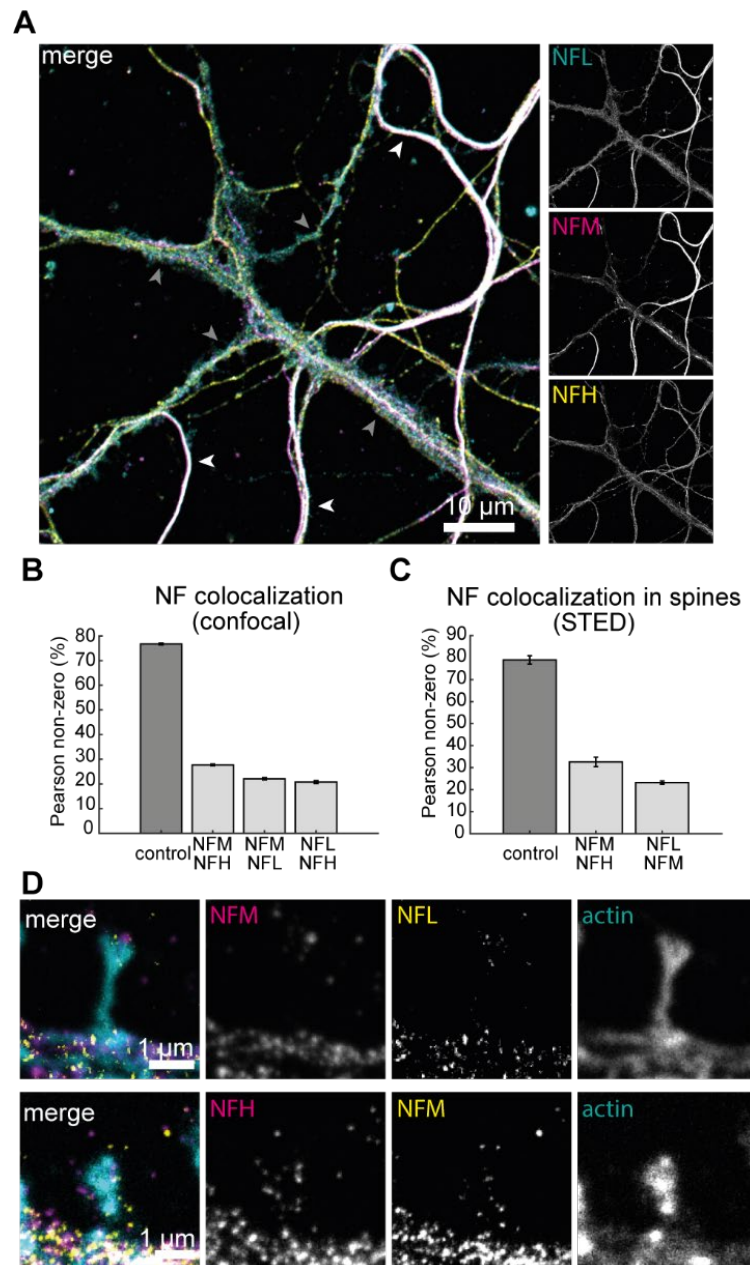 A
merge
NFL
NFM
NFH
10 µm
B
NF colocalization
(confocal)
Pearson non-zero (%)
80
70
60
50
40
30
20
10
0
control
NFM
NFH
NFM
NFL
NFL
NFH
C
NF colocalization in spines
(STED)
Pearson non-zero (%)
90
80
70
60
50
40
30
20
10
0
control
NFM
NFH
NFL
NFM
D
merge
NFM
NFL
actin
1 µm
merge
NFH
NFM
actin
1 µm